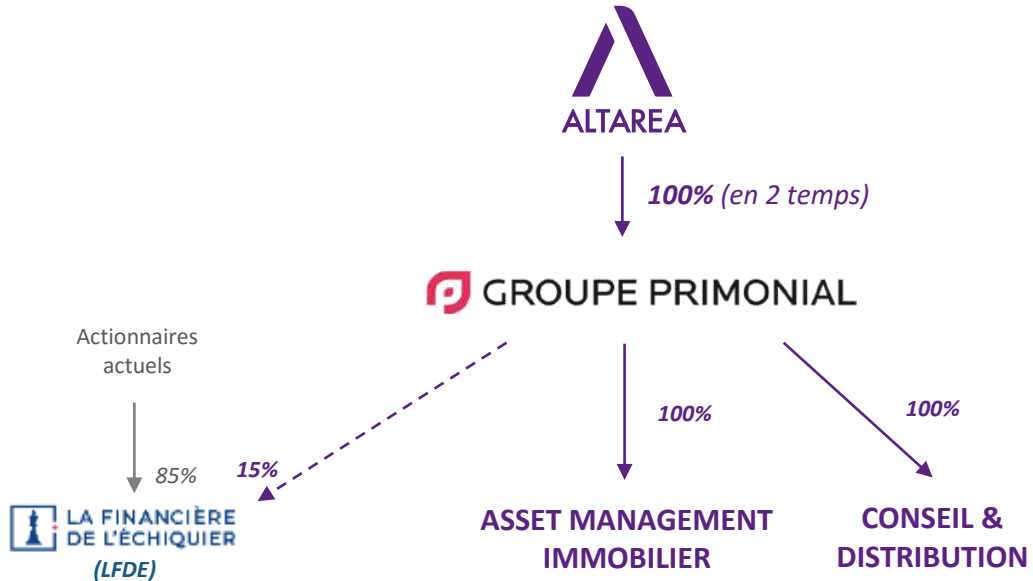 ALTAREA
100% (en 2 temps)
GROUPE PRIMONIAL
Actionnaires
actuels
85%
15%
100%
100%
LA FINANCIÈRE
DE L'ÉCHIQUIER
(LFDE)
ASSET MANAGEMENT
IMMOBILIER
CONSEIL &
DISTRIBUTION